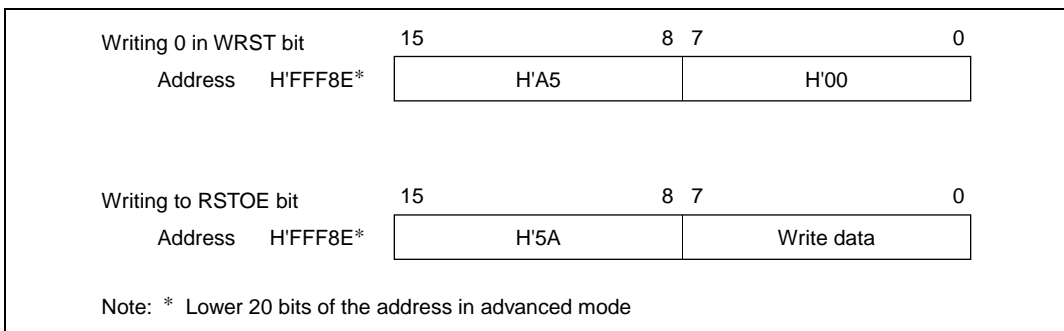 Writing 0 in WRST bit 15 8 7 0
Address H'FFF8E* H'A5 H'00
Writing to RSTOE bit 15 8 7 0
Address H'FFF8E* H'5A Write data
Note: * Lower 20 bits of the address in advanced mode